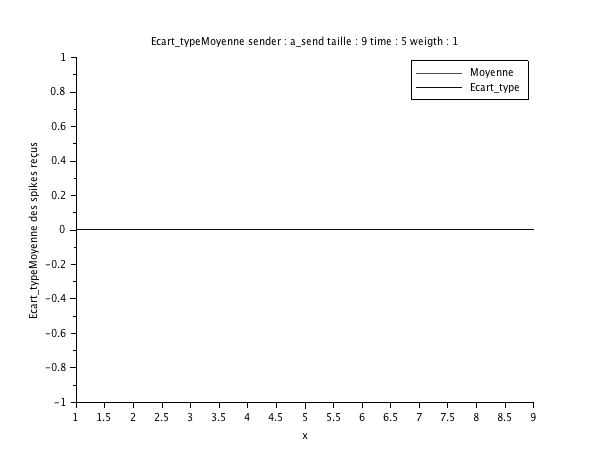 Ecart_typeMoyenne sender : a_send taille : 9 time : 5 weigth : 1
Moyenne
Ecart_type
Ecart_typeMoyenne des spikes reçus
1
0.8
0.6
0.4
0.2
0
-0.2
-0.4
-0.6
-0.8
-1
1 1.5 2 2.5 3 3.5 4 4.5 5 5.5 6 6.5 7 7.5 8 8.5 9
x